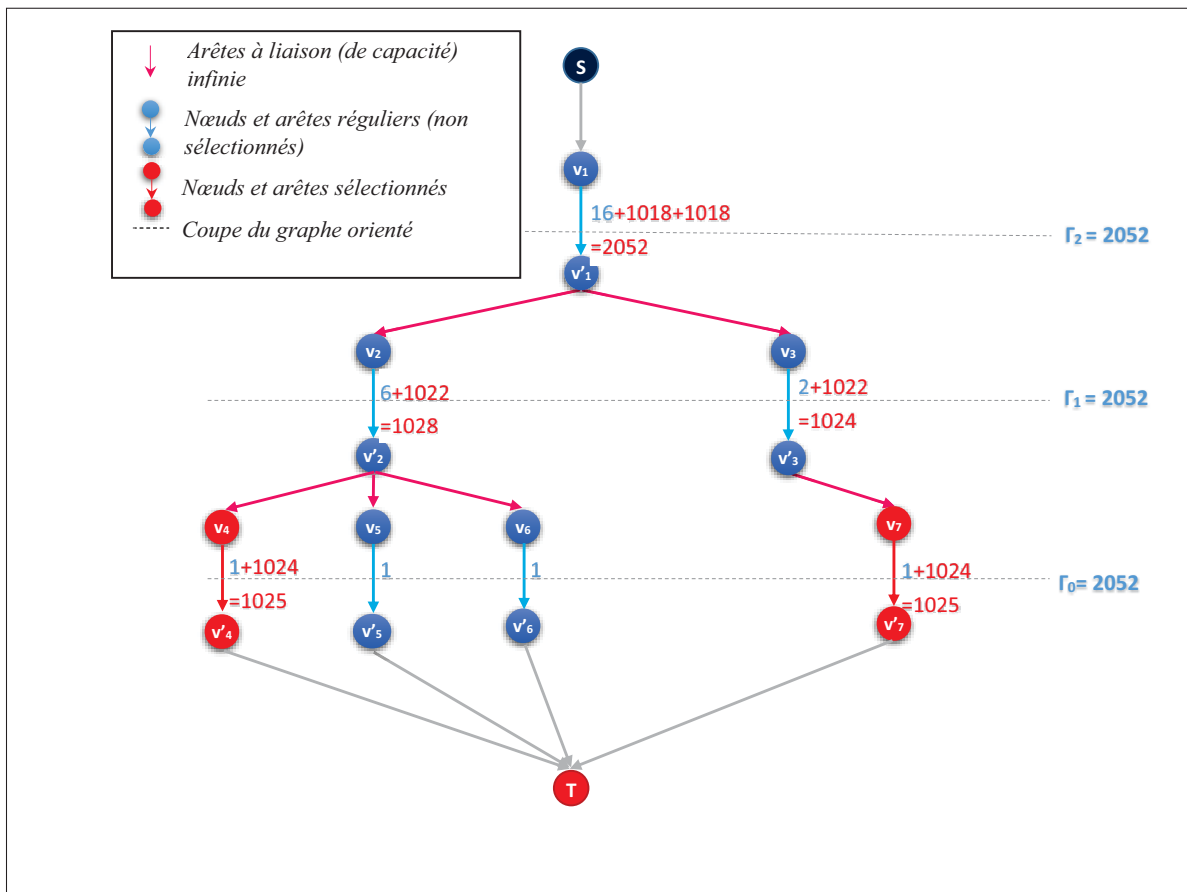 Arêtes à liaison (de capacité)
infinie
Nœuds et arêtes réguliers (non
sélectionnés)
Nœuds et arêtes sélectionnés
Coupe du graphe orienté
S
v₁
16+1018+1018
=2052
Γ₂ = 2052
v'₁
v₂
v₃
6+1022
=1028
2+1022
=1024
Γ₁ = 2052
v'₂
v'₃
v₄
v₅
v₆
v₇
1+1024
=1025
1
1
1+1024
=1025
Γ₀= 2052
v'₄
v'₅
v'₆
v'₇
T